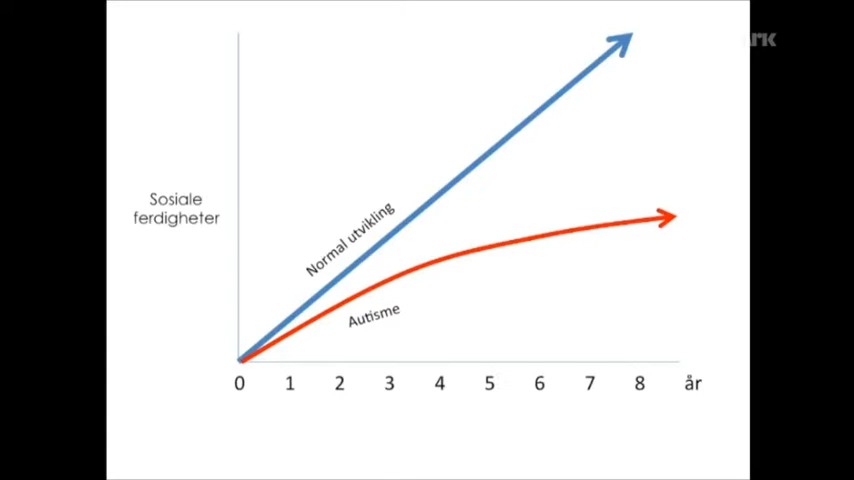 Sosiale
ferdigheter
Normal utvikling
Autisme
0 1 2 3 4 5 6 7 8 år